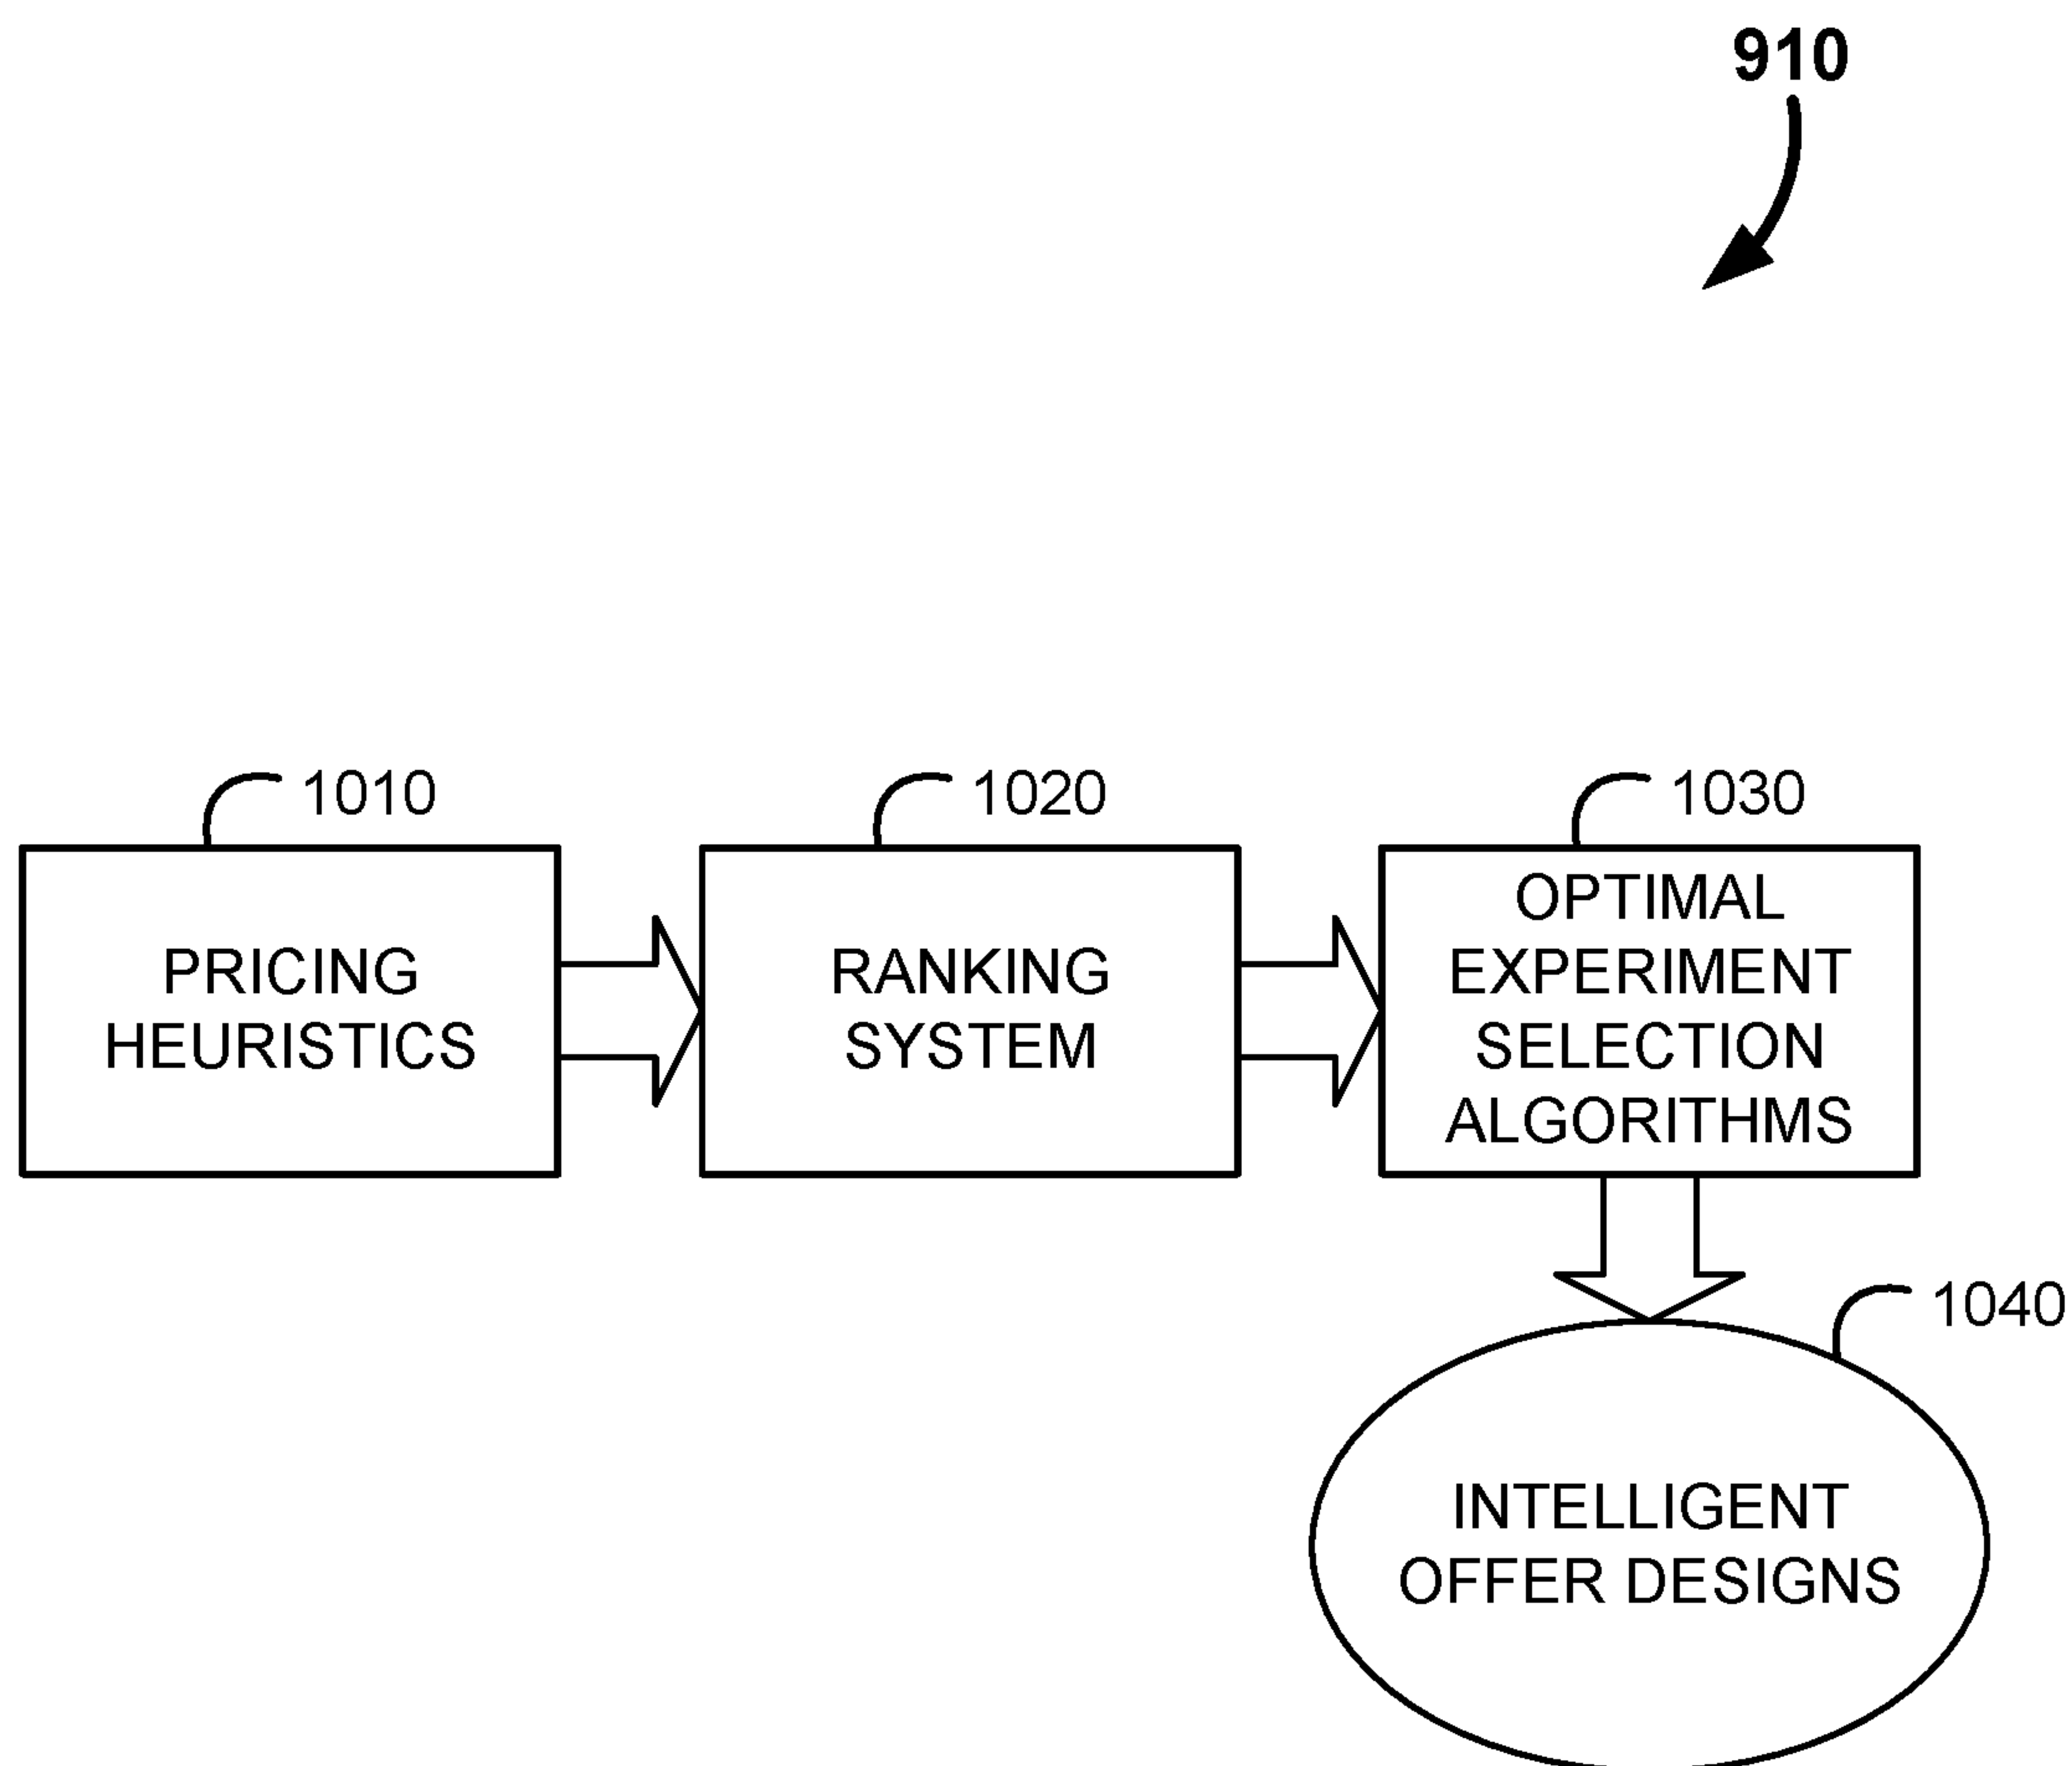 910
1010
1020
1030
PRICING
HEURISTICS
RANKING
SYSTEM
OPTIMAL
EXPERIMENT
SELECTION
ALGORITHMS
1040
INTELLIGENT
OFFER DESIGNS